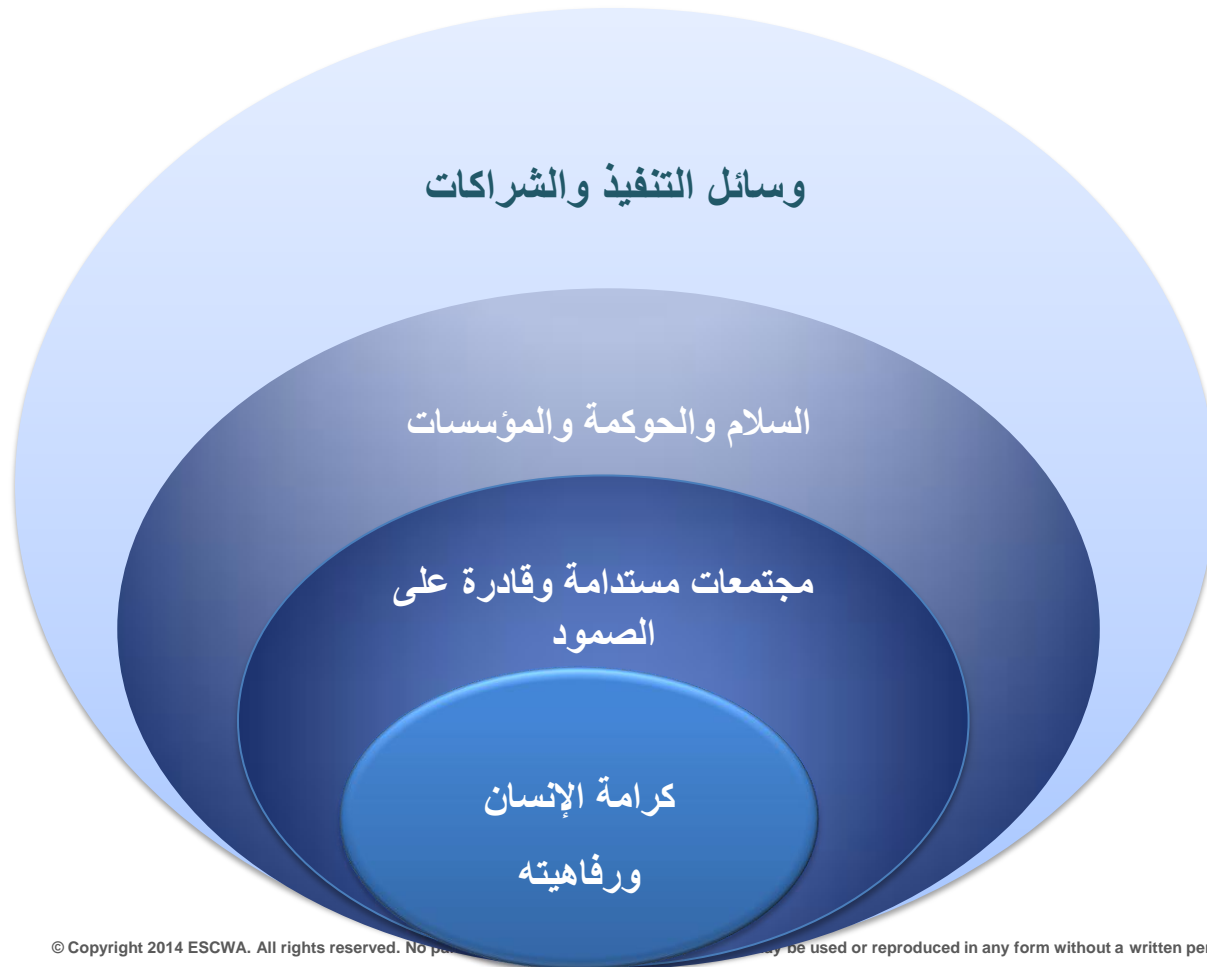 وسائل التنفيذ والشراكات
السلام والحوكمة والمؤسسات
مجتمعات مستدامة وقادرة على
الصمود
كرامة الإنسان
ورفاهيته
© Copyright 2014 ESCWA. All rights reserved. No be used or reproduced in any form without a written